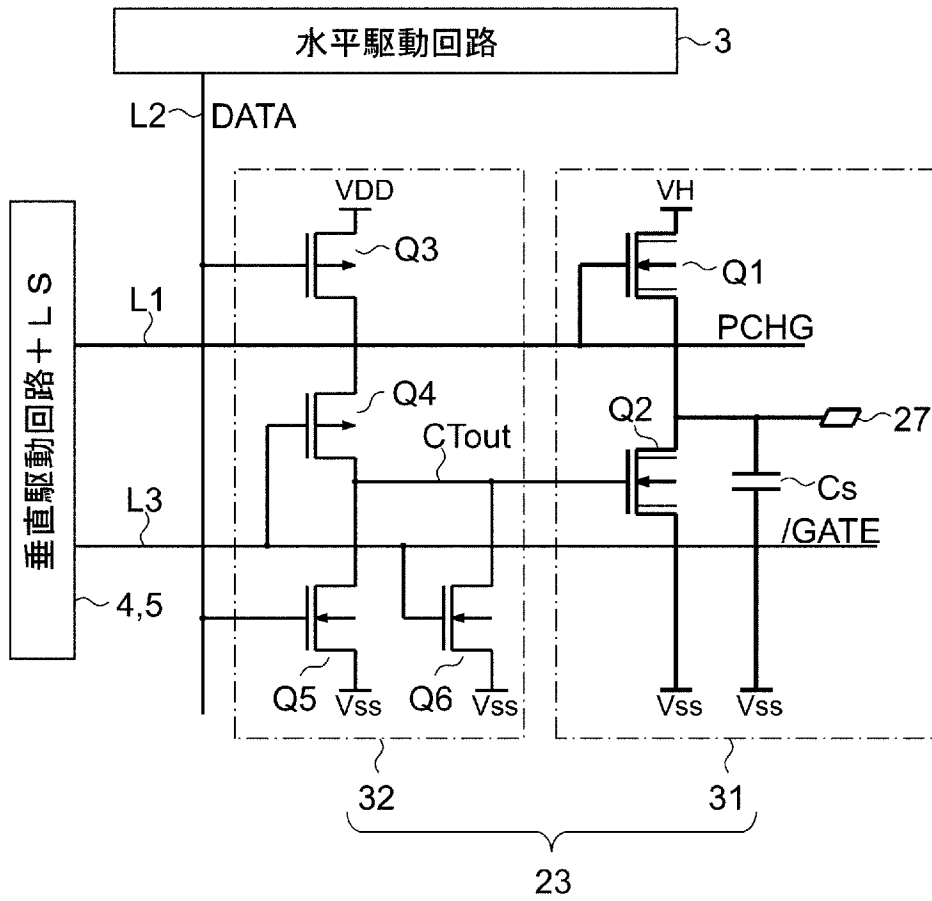 水平駆動回路
3
L2
DATA
VDD
VH
Q3
Q1
垂直駆動回路+LS
L1
PCHG
Q4
Q2
27
CTout
Cs
L3
/GATE
4,5
Q5
Q6
Vss
Vss
Vss
Vss
32
31
23